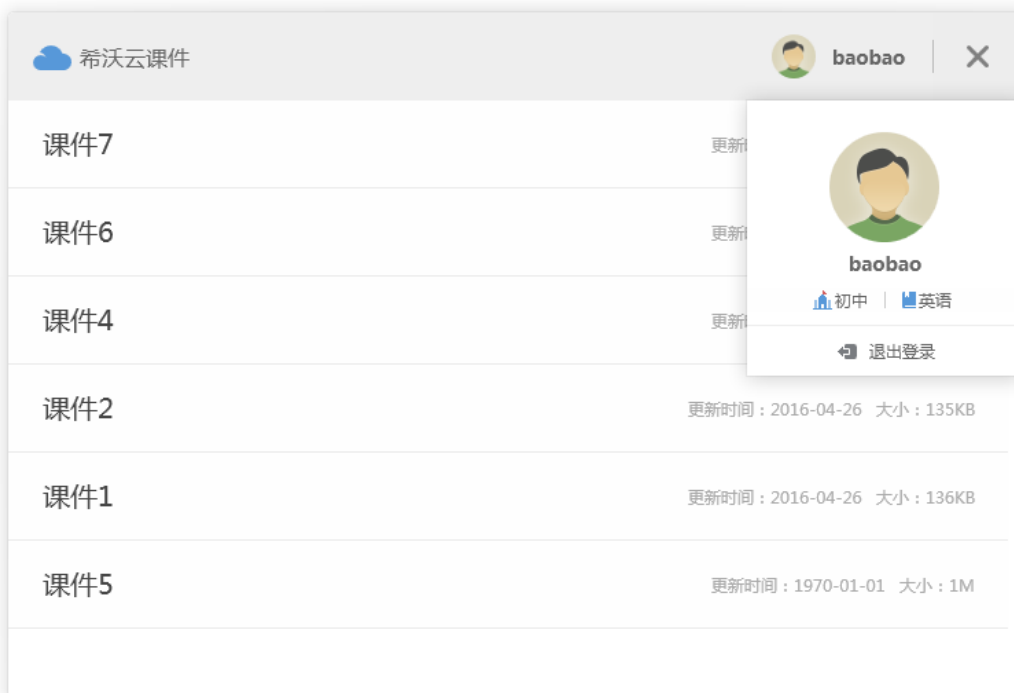 希沃云课件 baobao
课件7 更新
课件6 更新
课件4 更新
baobao
初中 英语
退出登录
课件2 更新时间：2016-04-26 大小：135KB
课件1 更新时间：2016-04-26 大小：136KB
课件5 更新时间：1970-01-01 大小：1M